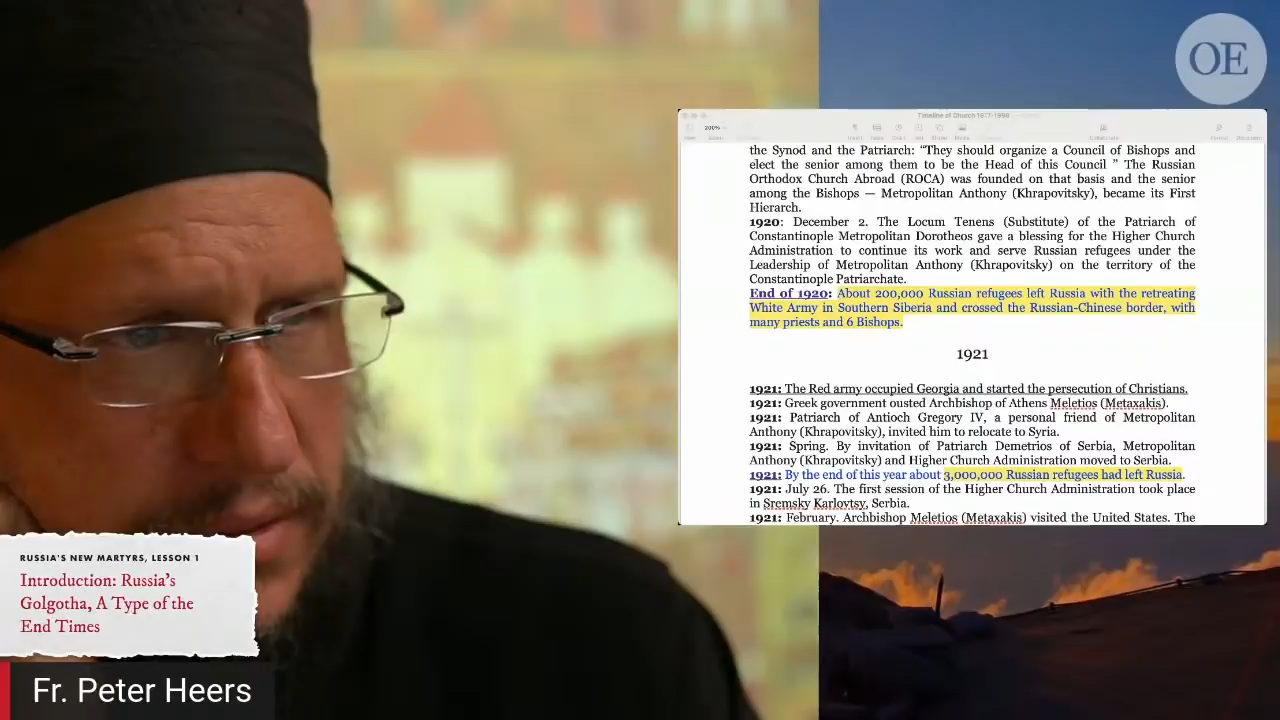 OE
Timeline of Church 1917-1996
200%
the Synod and the Patriarch: “They should organize a Council of Bishops and
elect the senior among them to be the Head of this Council ” The Russian
Orthodox Church Abroad (ROCA) was founded on that basis and the senior
among the Bishops — Metropolitan Anthony (Khrapovitsky), became its First
Hierarch.
1920: December 2. The Locum Tenens (Substitute) of the Patriarch of
Constantinople Metropolitan Dorotheos gave a blessing for the Higher Church
Administration to continue its work and serve Russian refugees under the
Leadership of Metropolitan Anthony (Khrapovitsky) on the territory of the
Constantinople Patriarchate.
End of 1920: About 200,000 Russian refugees left Russia with the retreating
White Army in Southern Siberia and crossed the Russian-Chinese border, with
many priests and 6 Bishops.
1921
1921: The Red army occupied Georgia and started the persecution of Christians.
1921: Greek government ousted Archbishop of Athens Meletios (Metaxakis).
1921: Patriarch of Antioch Gregory IV, a personal friend of Metropolitan
Anthony (Khrapovitsky), invited him to relocate to Syria.
1921: Spring. By invitation of Patriarch Demetrios of Serbia, Metropolitan
Anthony (Khrapovitsky) and Higher Church Administration moved to Serbia.
1921: By the end of this year about 3,000,000 Russian refugees had left Russia.
1921: July 26. The first session of the Higher Church Administration took place
in Sremsky Karlovtsy, Serbia.
1921: February. Archbishop Meletios (Metaxakis) visited the United States. The
RUSSIA'S NEW MARTYRS, LESSON 1
Introduction: Russia's
Golgotha, A Type of the
End Times
Fr. Peter Heers